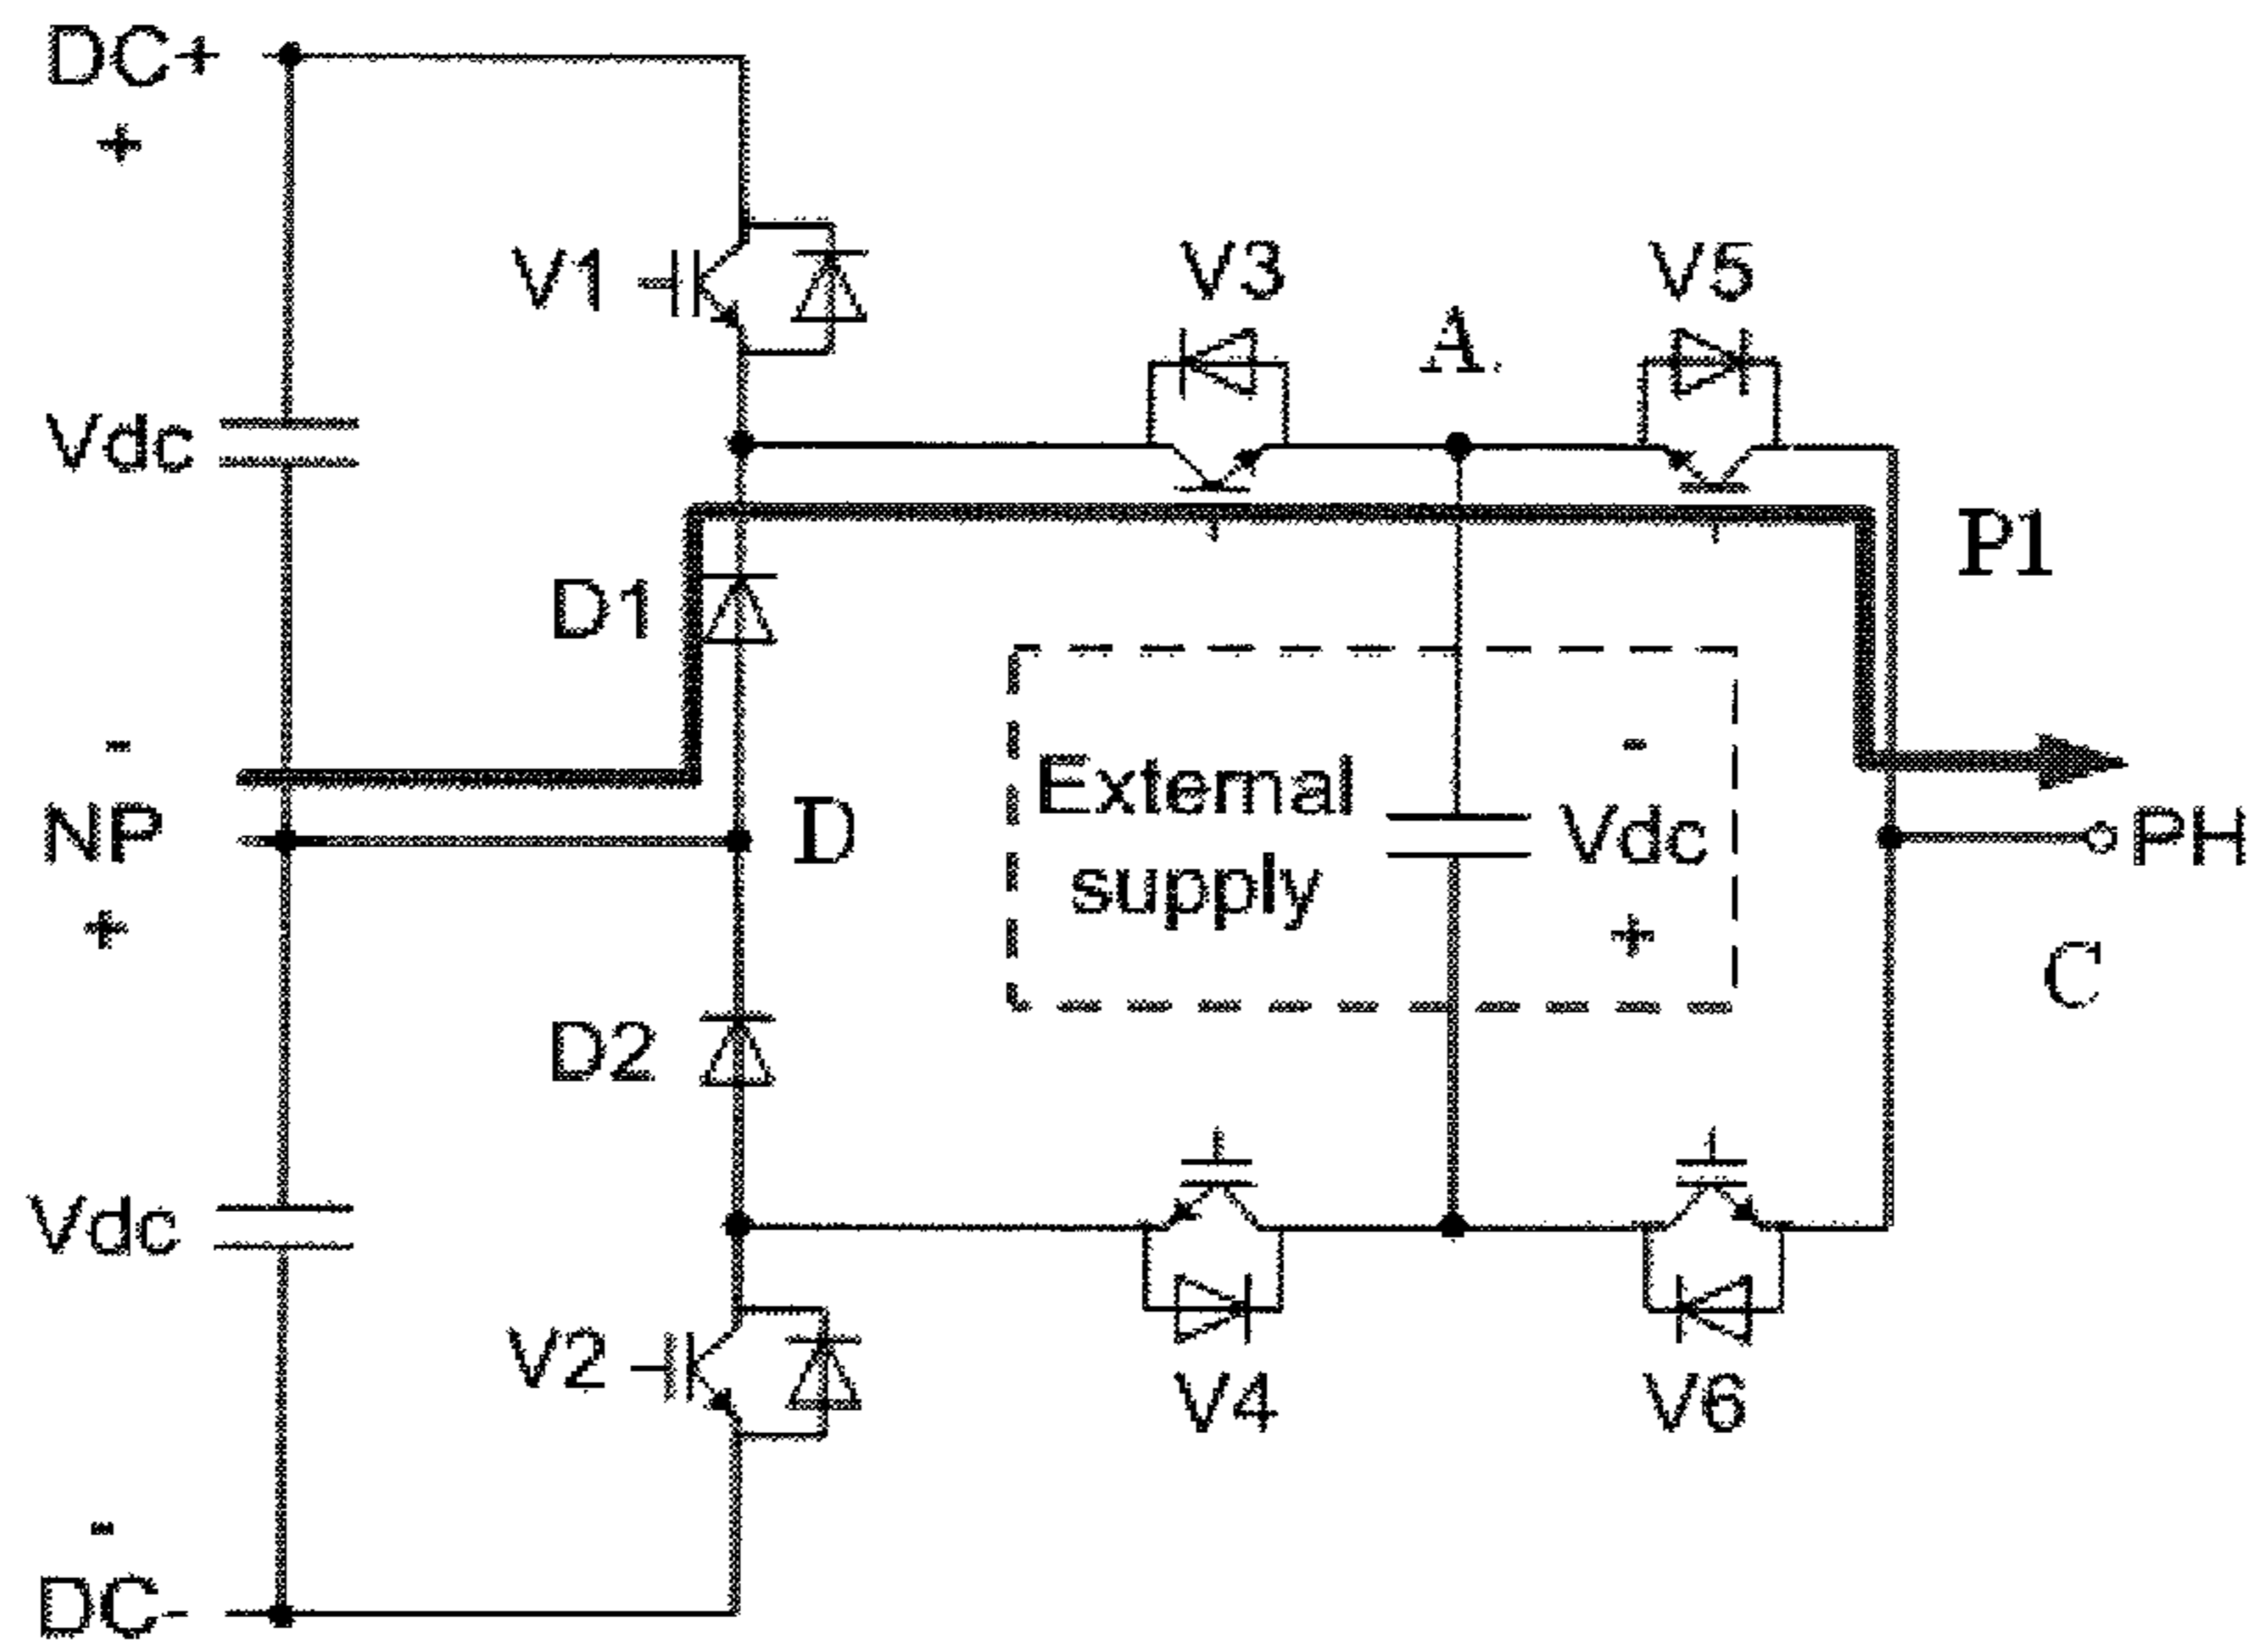 DC+
+
V1
V3
V5
A
Vdc
P1
D1
-
NP
+
D
External
supply
-
Vdc
+
PH
C
D2
Vdc
V2
V4
V6
-
DC-